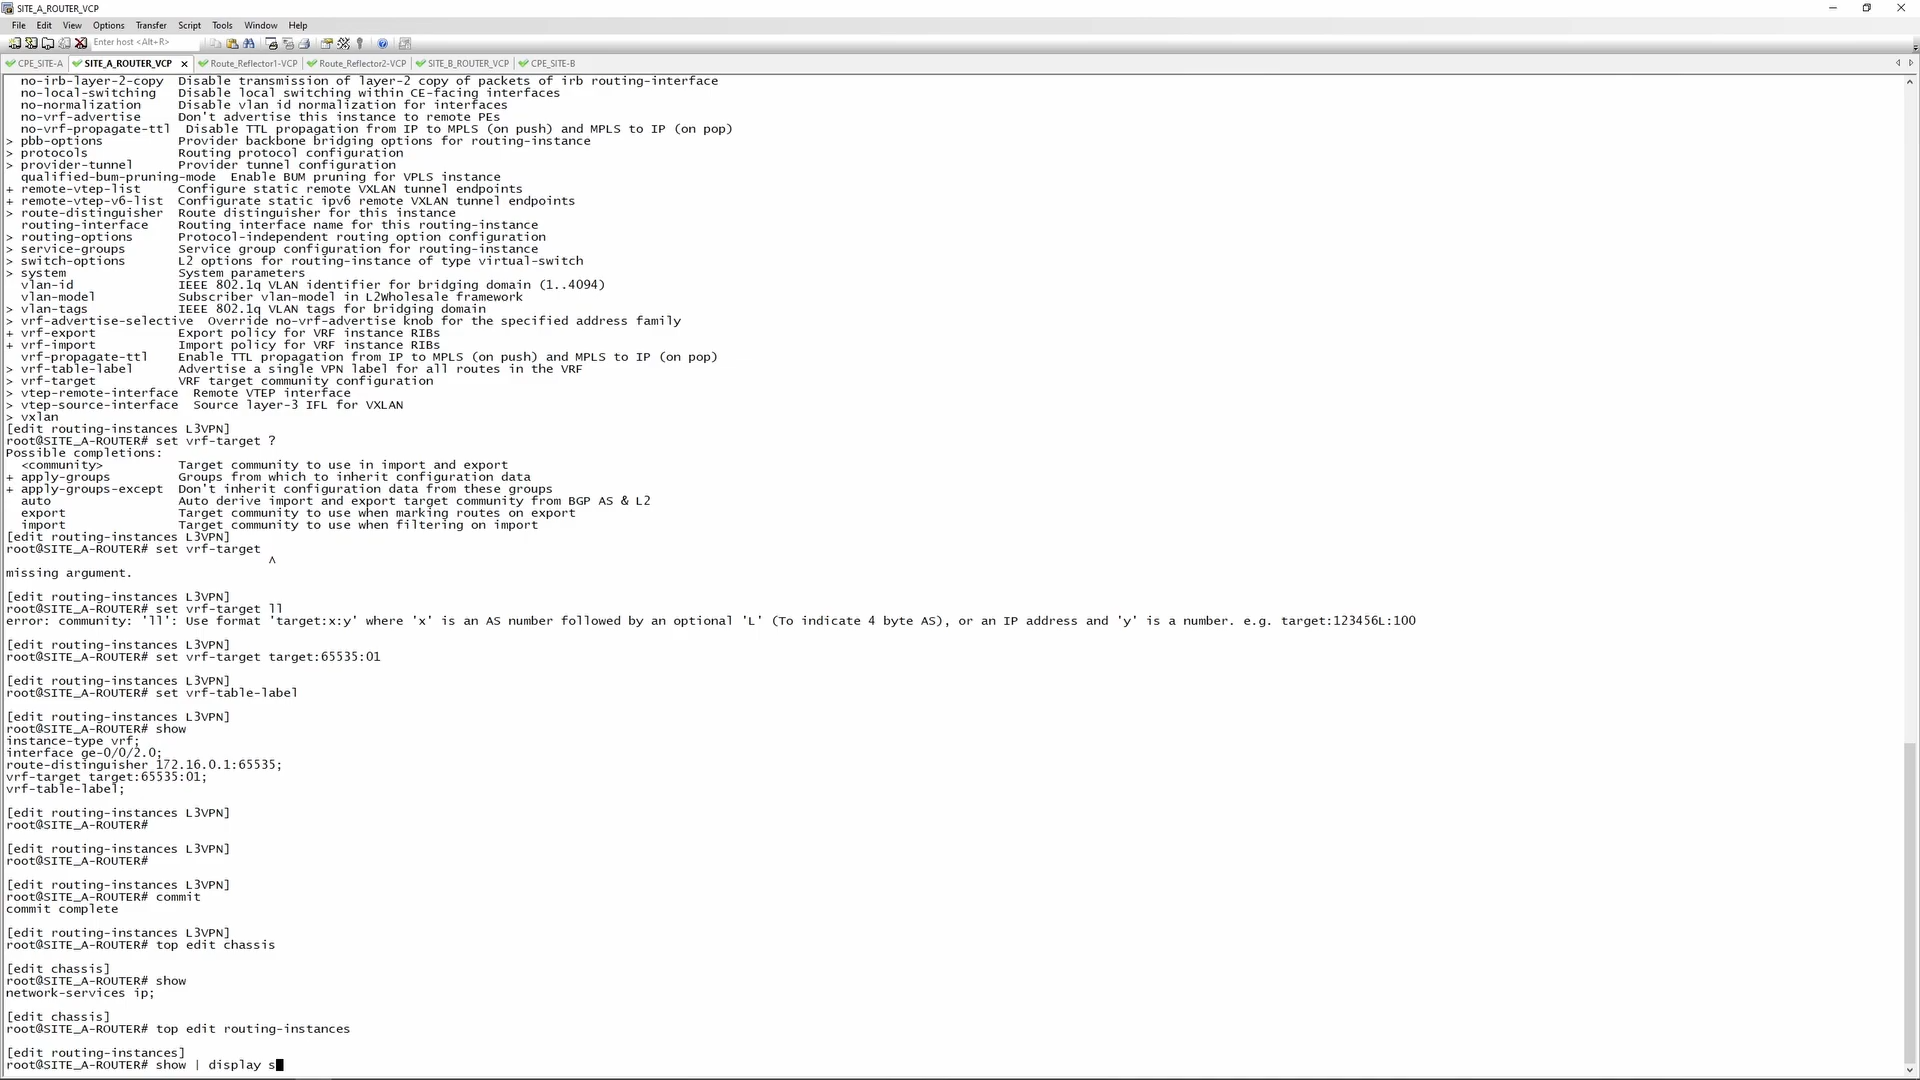 SITE_A_ROUTER_VCP
File Edit View Options Transfer Script Tools Window Help
Enter host <Alt+R>
CPE_SITE-A SITE_A_ROUTER_VCP Route_Reflector1-VCP Route_Reflector2-VCP SITE_B_ROUTER_VCP CPE_SITE-B
  no-irb-layer-2-copy  Disable transmission of layer-2 copy of packets of irb routing-interface
  no-local-switching   Disable local switching within CE-facing interfaces
  no-normalization     Disable vlan id normalization for interfaces
  no-vrf-advertise     Don't advertise this instance to remote PEs
  no-vrf-propagate-ttl  Disable TTL propagation from IP to MPLS (on push) and MPLS to IP (on pop)
> pbb-options          Provider backbone bridging options for routing-instance
> protocols            Routing protocol configuration
> provider-tunnel      Provider tunnel configuration
  qualified-bum-pruning-mode  Enable BUM pruning for VPLS instance
+ remote-vtep-list     Configure static remote VXLAN tunnel endpoints
+ remote-vtep-v6-list  Configurate static ipv6 remote VXLAN tunnel endpoints
> route-distinguisher  Route distinguisher for this instance
  routing-interface    Routing interface name for this routing-instance
> routing-options      Protocol-independent routing option configuration
> service-groups       Service group configuration for routing-instance
> switch-options       L2 options for routing-instance of type virtual-switch
> system               System parameters
  vlan-id              IEEE 802.1q VLAN identifier for bridging domain (1..4094)
  vlan-model           Subscriber vlan-model in L2Wholesale framework
> vlan-tags            IEEE 802.1q VLAN tags for bridging domain
> vrf-advertise-selective  Override no-vrf-advertise knob for the specified address family
+ vrf-export           Export policy for VRF instance RIBs
+ vrf-import           Import policy for VRF instance RIBs
  vrf-propagate-ttl    Enable TTL propagation from IP to MPLS (on push) and MPLS to IP (on pop)
> vrf-table-label      Advertise a single VPN label for all routes in the VRF
> vrf-target           VRF target community configuration
> vtep-remote-interface  Remote VTEP interface
> vtep-source-interface  Source layer-3 IFL for VXLAN
> vxlan
[edit routing-instances L3VPN]
root@SITE_A-ROUTER# set vrf-target ?
Possible completions:
  <community>          Target community to use in import and export
+ apply-groups         Groups from which to inherit configuration data
+ apply-groups-except  Don't inherit configuration data from these groups
  auto                 Auto derive import and export target community from BGP AS & L2
  export               Target community to use when marking routes on export
  import               Target community to use when filtering on import
[edit routing-instances L3VPN]
root@SITE_A-ROUTER# set vrf-target
^
missing argument.
[edit routing-instances L3VPN]
root@SITE_A-ROUTER# set vrf-target ll
error: community: 'll': Use format 'target:x:y' where 'x' is an AS number followed by an optional 'L' (To indicate 4 byte AS), or an IP address and 'y' is a number. e.g. target:123456L:100
[edit routing-instances L3VPN]
root@SITE_A-ROUTER# set vrf-target target:65535:01
[edit routing-instances L3VPN]
root@SITE_A-ROUTER# set vrf-table-label
[edit routing-instances L3VPN]
root@SITE_A-ROUTER# show
instance-type vrf;
interface ge-0/0/2.0;
route-distinguisher 172.16.0.1:65535;
vrf-target target:65535:01;
vrf-table-label;
[edit routing-instances L3VPN]
root@SITE_A-ROUTER#
[edit routing-instances L3VPN]
root@SITE_A-ROUTER#
[edit routing-instances L3VPN]
root@SITE_A-ROUTER# commit
commit complete
[edit routing-instances L3VPN]
root@SITE_A-ROUTER# top edit chassis
[edit chassis]
root@SITE_A-ROUTER# show
network-services ip;
[edit chassis]
root@SITE_A-ROUTER# top edit routing-instances
[edit routing-instances]
root@SITE_A-ROUTER# show | display s